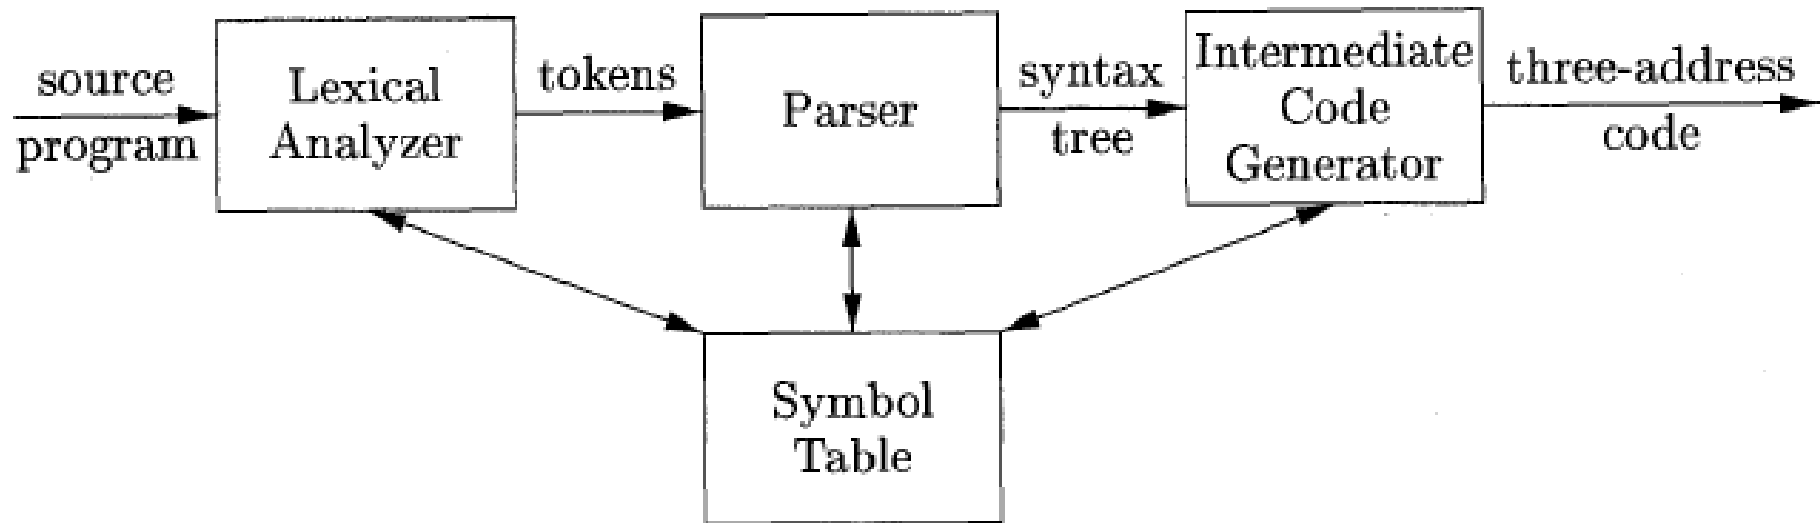 source
program
Lexical
Analyzer
tokens
Parser
syntax
tree
Intermediate
Code
Generator
three-address
code
Symbol
Table